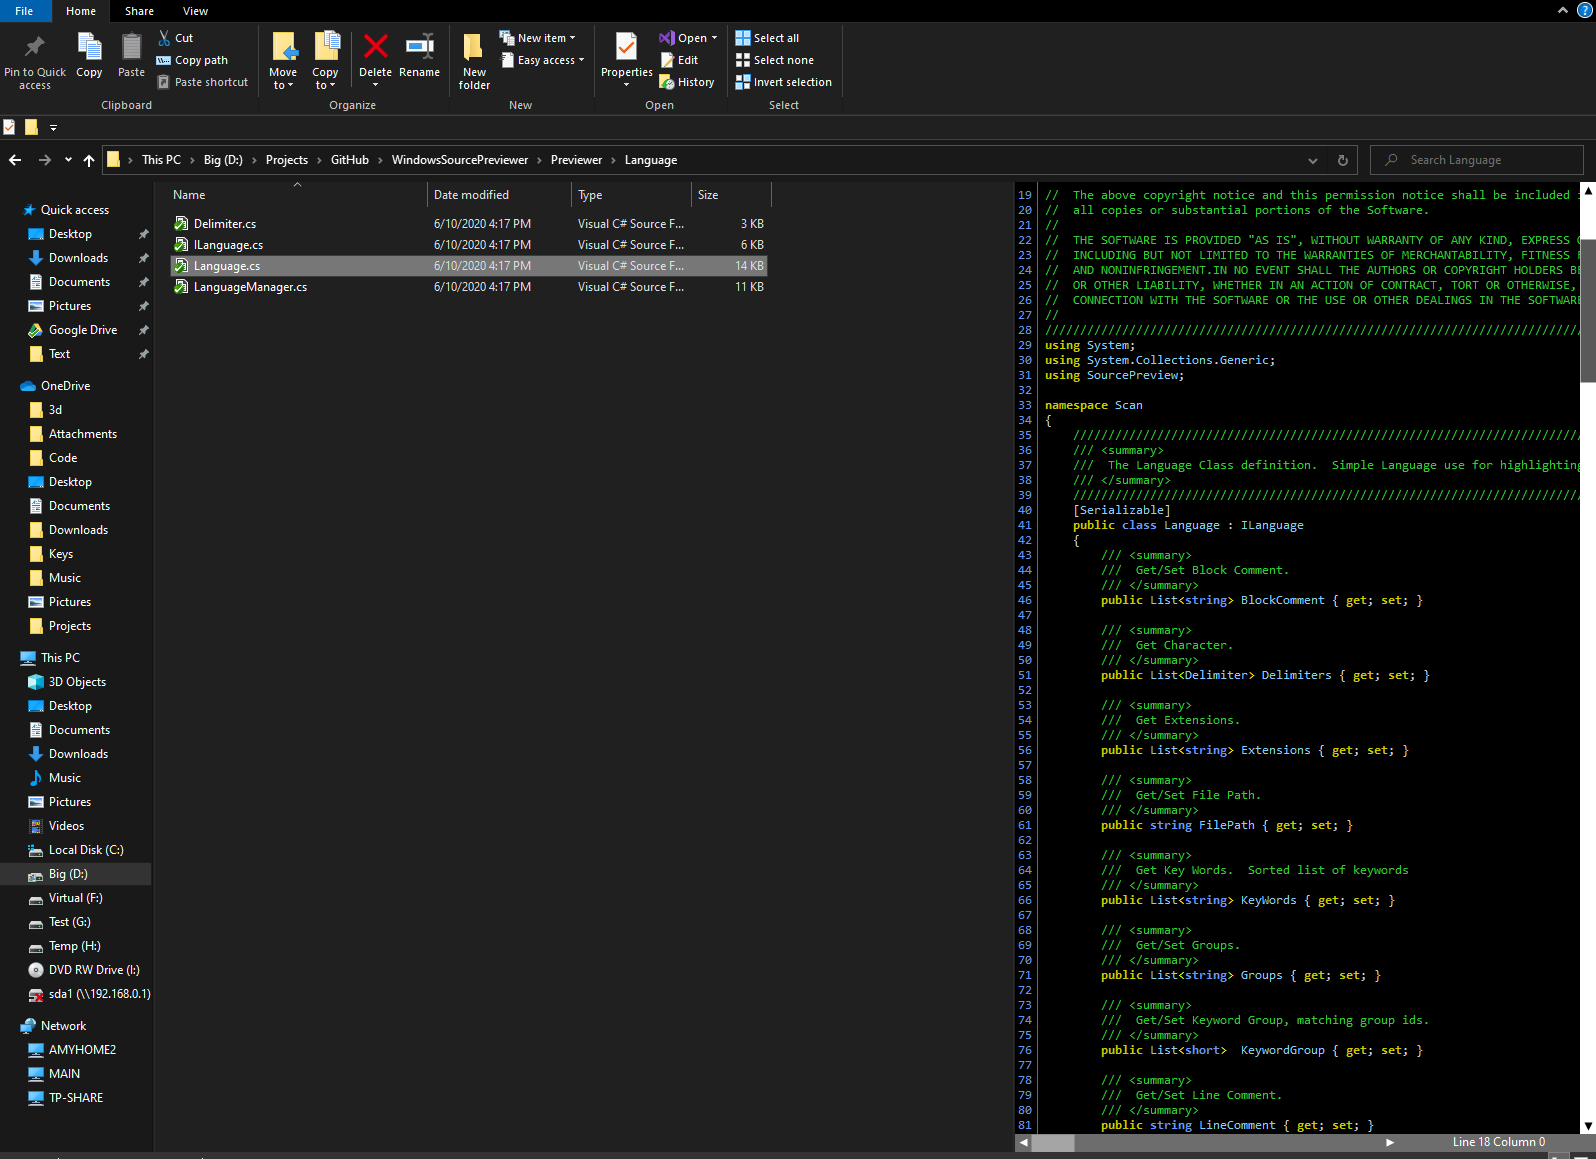 File Home Share View
Pin to Quick access
Copy
Paste
Cut
Copy path
Paste shortcut
Clipboard
Move to
Copy to
Delete
Rename
Organize
New folder
New item
Easy access
New
Properties
Open
Edit
History
Open
Select all
Select none
Invert selection
Select
This PC Big (D:) Projects GitHub WindowsSourcePreviewer Previewer Language
Search Language
Quick access
Desktop
Downloads
Documents
Pictures
Google Drive
Text
OneDrive
3d
Attachments
Code
Desktop
Documents
Downloads
Keys
Music
Pictures
Projects
This PC
3D Objects
Desktop
Documents
Downloads
Music
Pictures
Videos
Local Disk (C:)
Big (D:)
Virtual (F:)
Test (G:)
Temp (H:)
DVD RW Drive (I:)
sda1 (\\192.168.0.1)
Network
AMYHOME2
MAIN
TP-SHARE
Name Date modified Type Size
Delimiter.cs 6/10/2020 4:17 PM Visual C# Source F... 3 KB
ILanguage.cs 6/10/2020 4:17 PM Visual C# Source F... 6 KB
Language.cs 6/10/2020 4:17 PM Visual C# Source F... 14 KB
LanguageManager.cs 6/10/2020 4:17 PM Visual C# Source F... 11 KB
19 // The above copyright notice and this permission notice shall be included
20 // all copies or substantial portions of the Software.
21 //
22 // THE SOFTWARE IS PROVIDED "AS IS", WITHOUT WARRANTY OF ANY KIND, EXPRESS
23 // INCLUDING BUT NOT LIMITED TO THE WARRANTIES OF MERCHANTABILITY, FITNESS
24 // AND NONINFRINGEMENT.IN NO EVENT SHALL THE AUTHORS OR COPYRIGHT HOLDERS BE
25 // OR OTHER LIABILITY, WHETHER IN AN ACTION OF CONTRACT, TORT OR OTHERWISE,
26 // CONNECTION WITH THE SOFTWARE OR THE USE OR OTHER DEALINGS IN THE SOFTWARE
27 //
28 ////////////////////////////////////////////////////////////////////////////
29 using System;
30 using System.Collections.Generic;
31 using SourcePreview;
32
33 namespace Scan
34 {
35 ////////////////////////////////////////////////////////////////////////
36 /// <summary>
37 /// The Language Class definition. Simple Language use for highlighting
38 /// </summary>
39 ////////////////////////////////////////////////////////////////////////
40 [Serializable]
41 public class Language : ILanguage
42 {
43 /// <summary>
44 /// Get/Set Block Comment.
45 /// </summary>
46 public List<string> BlockComment { get; set; }
47
48 /// <summary>
49 /// Get Character.
50 /// </summary>
51 public List<Delimiter> Delimiters { get; set; }
52
53 /// <summary>
54 /// Get Extensions.
55 /// </summary>
56 public List<string> Extensions { get; set; }
57
58 /// <summary>
59 /// Get/Set File Path.
60 /// </summary>
61 public string FilePath { get; set; }
62
63 /// <summary>
64 /// Get Key Words. Sorted list of keywords
65 /// </summary>
66 public List<string> KeyWords { get; set; }
67
68 /// <summary>
69 /// Get/Set Groups.
70 /// </summary>
71 public List<string> Groups { get; set; }
72
73 /// <summary>
74 /// Get/Set Keyword Group, matching group ids.
75 /// </summary>
76 public List<short> KeywordGroup { get; set; }
77
78 /// <summary>
79 /// Get/Set Line Comment.
80 /// </summary>
81 public string LineComment { get; set; }
Line 18 Column 0